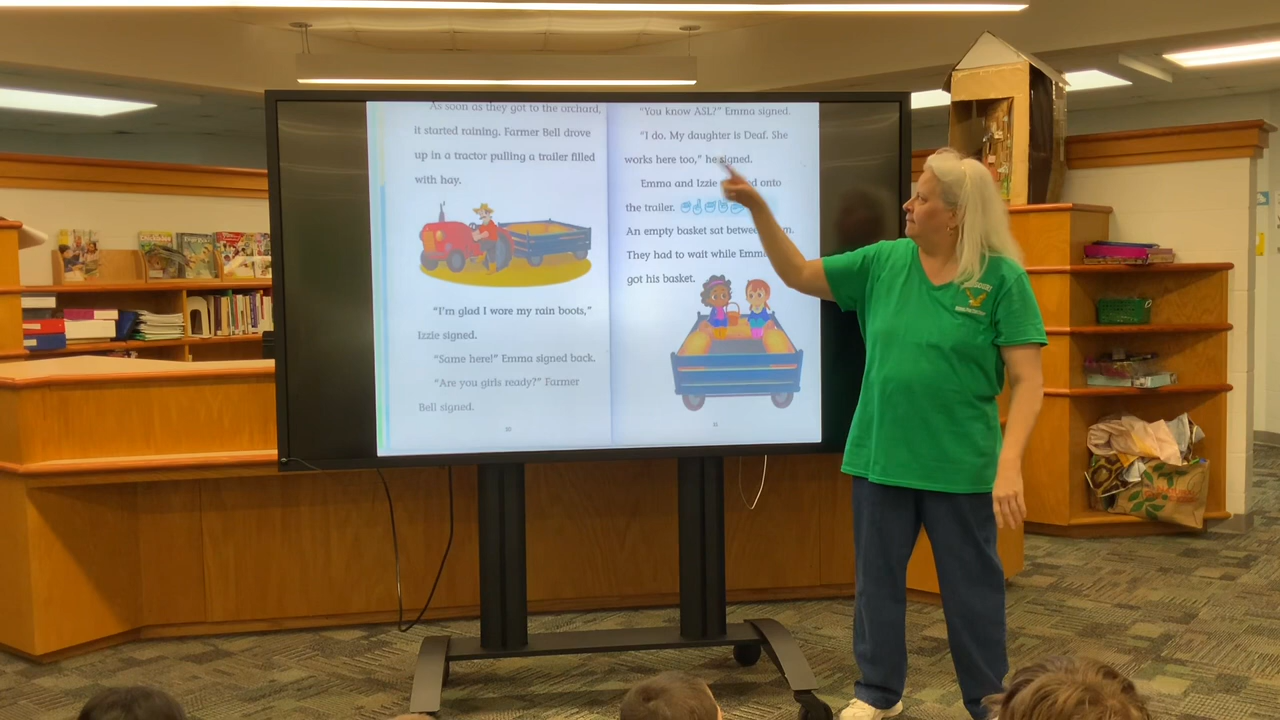 As soon as they got to the orchard,
it started raining. Farmer Bell drove
up in a tractor pulling a trailer filled
with hay.
"I'm glad I wore my rain boots,"
Izzie signed.
"Same here!" Emma signed back.
"Are you girls ready?" Farmer
Bell signed.
"You know ASL?" Emma signed.
"I do. My daughter is Deaf. She
works here too," he signed.
Emma and Izzie onto
the trailer.
An empty basket sat
They had to wait while
got his basket.